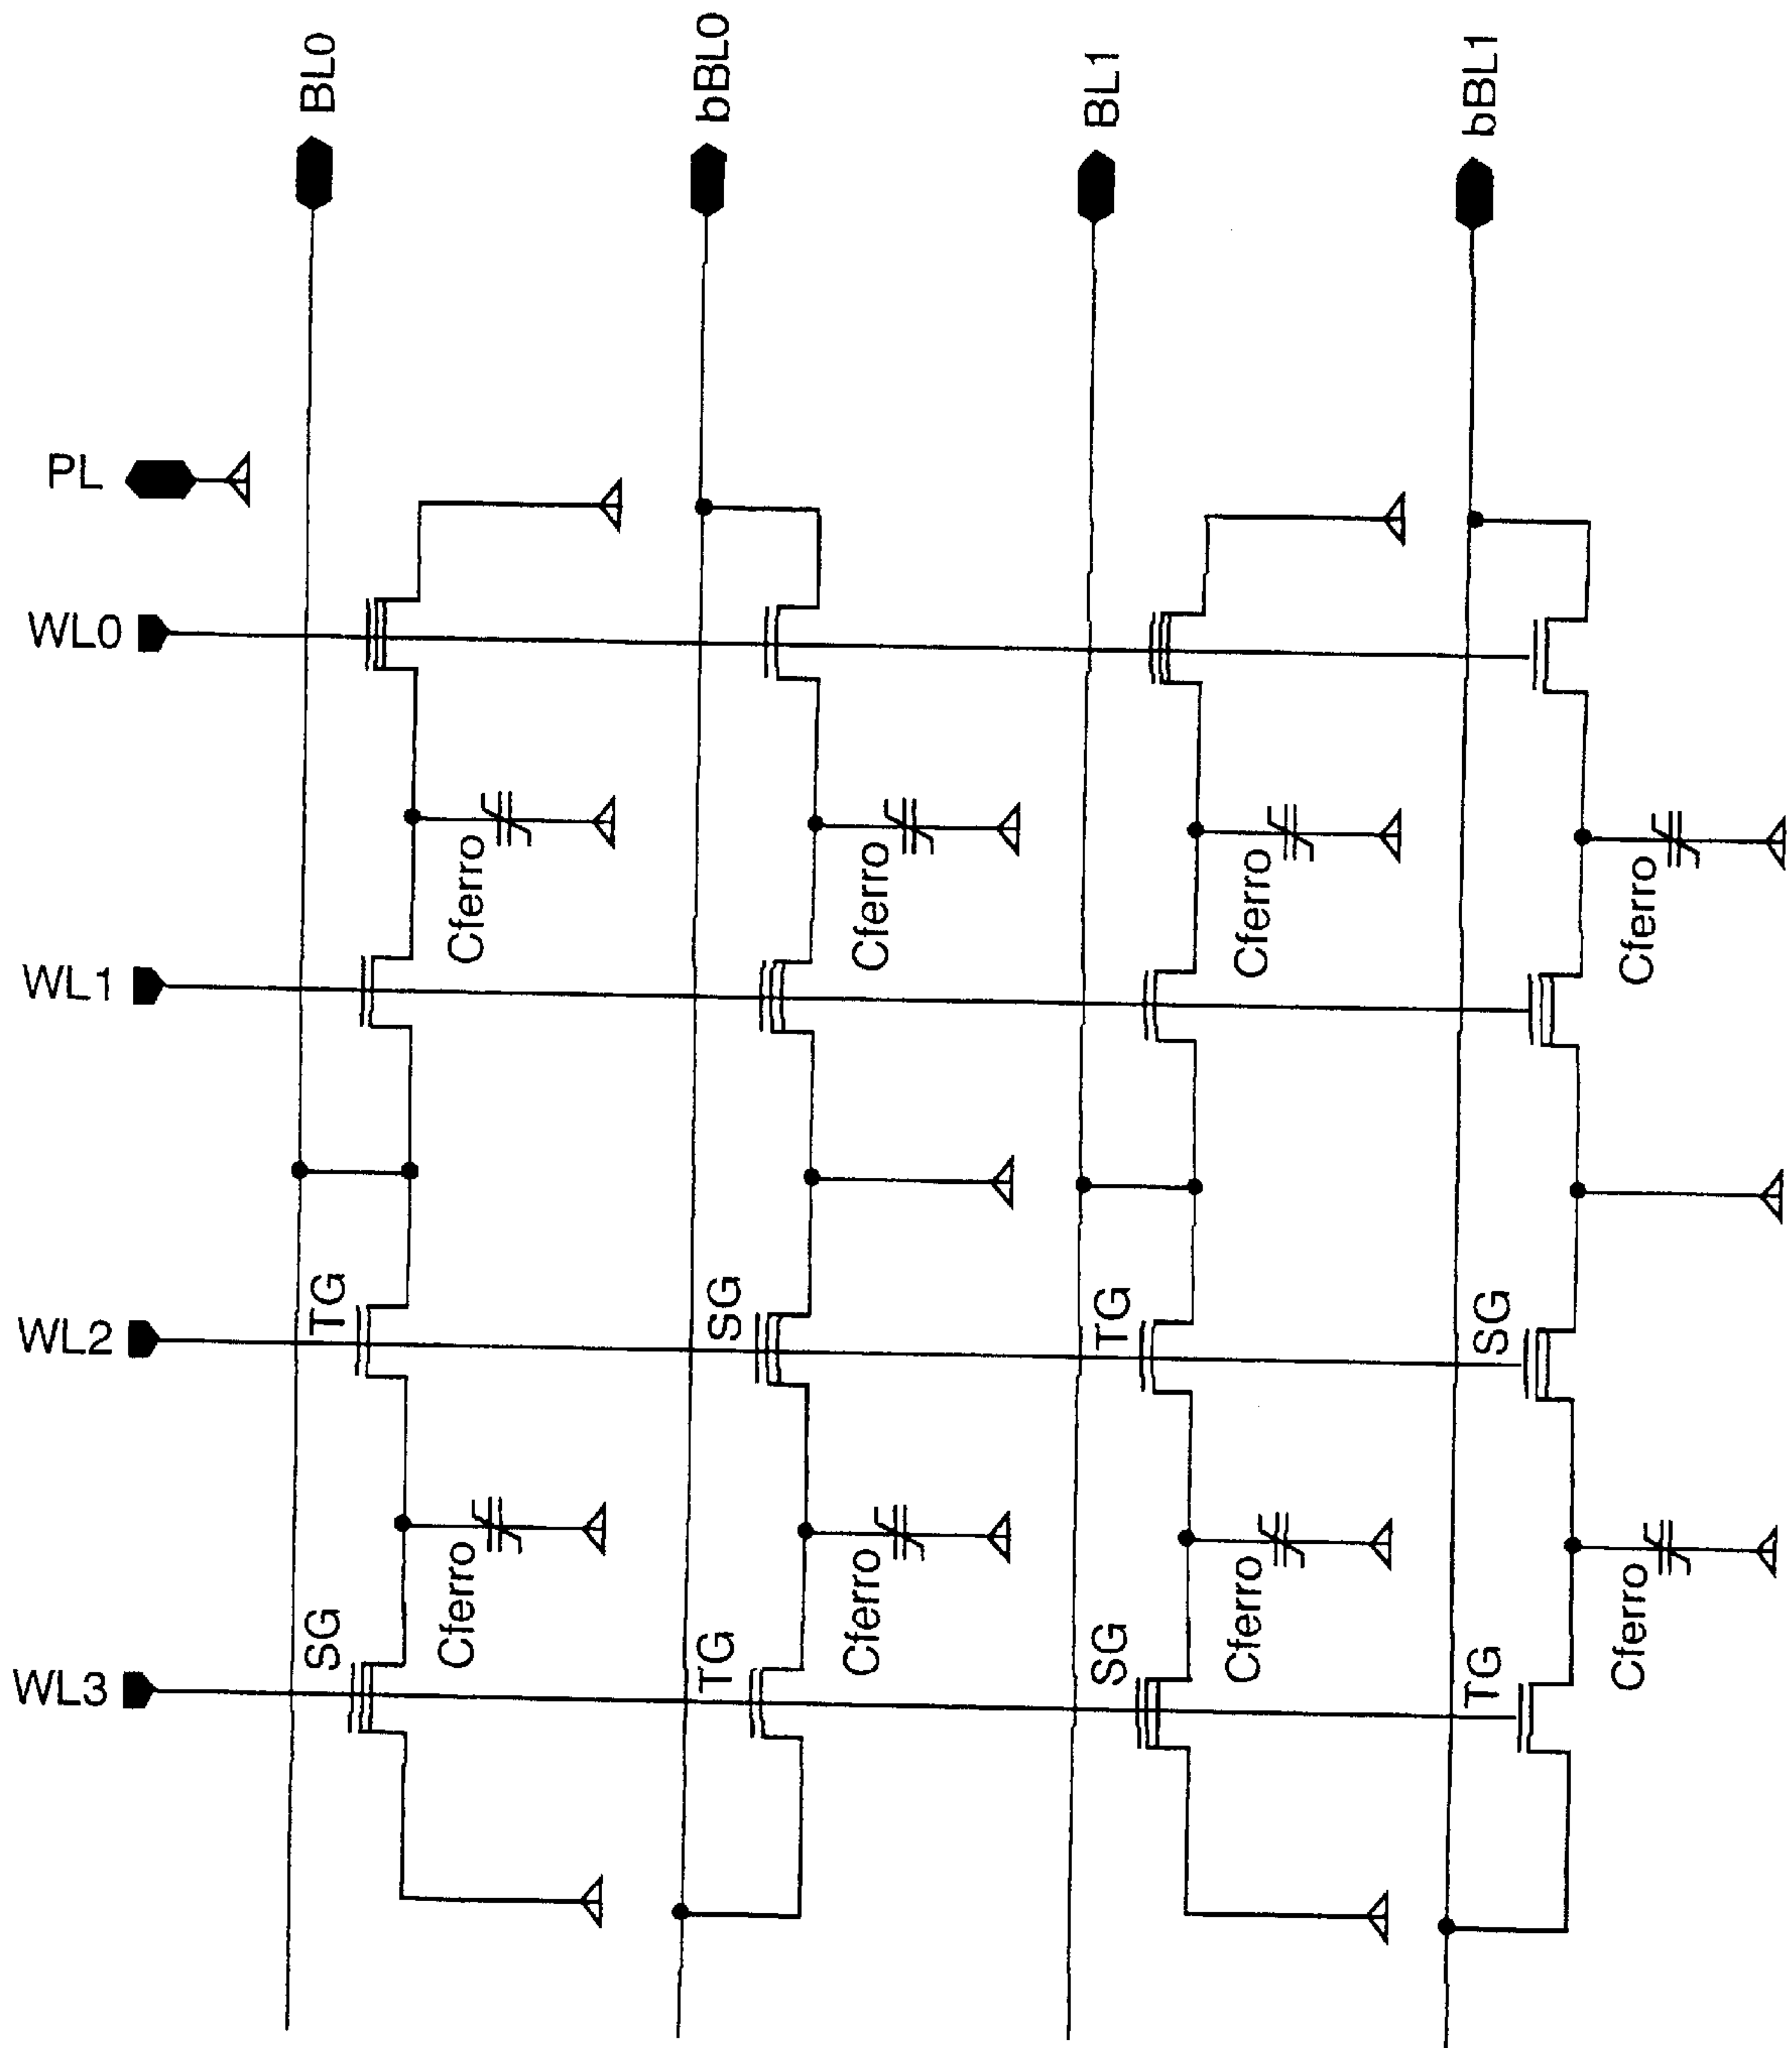 BL0
bBL0
BL1
bBL1
PL
WL0
Cferro
Cferro
Cferro
Cferro
WL1
WL2
TG
SG
TG
SG
Cferro
Cferro
Cferro
Cferro
WL3
SG
TG
SG
TG